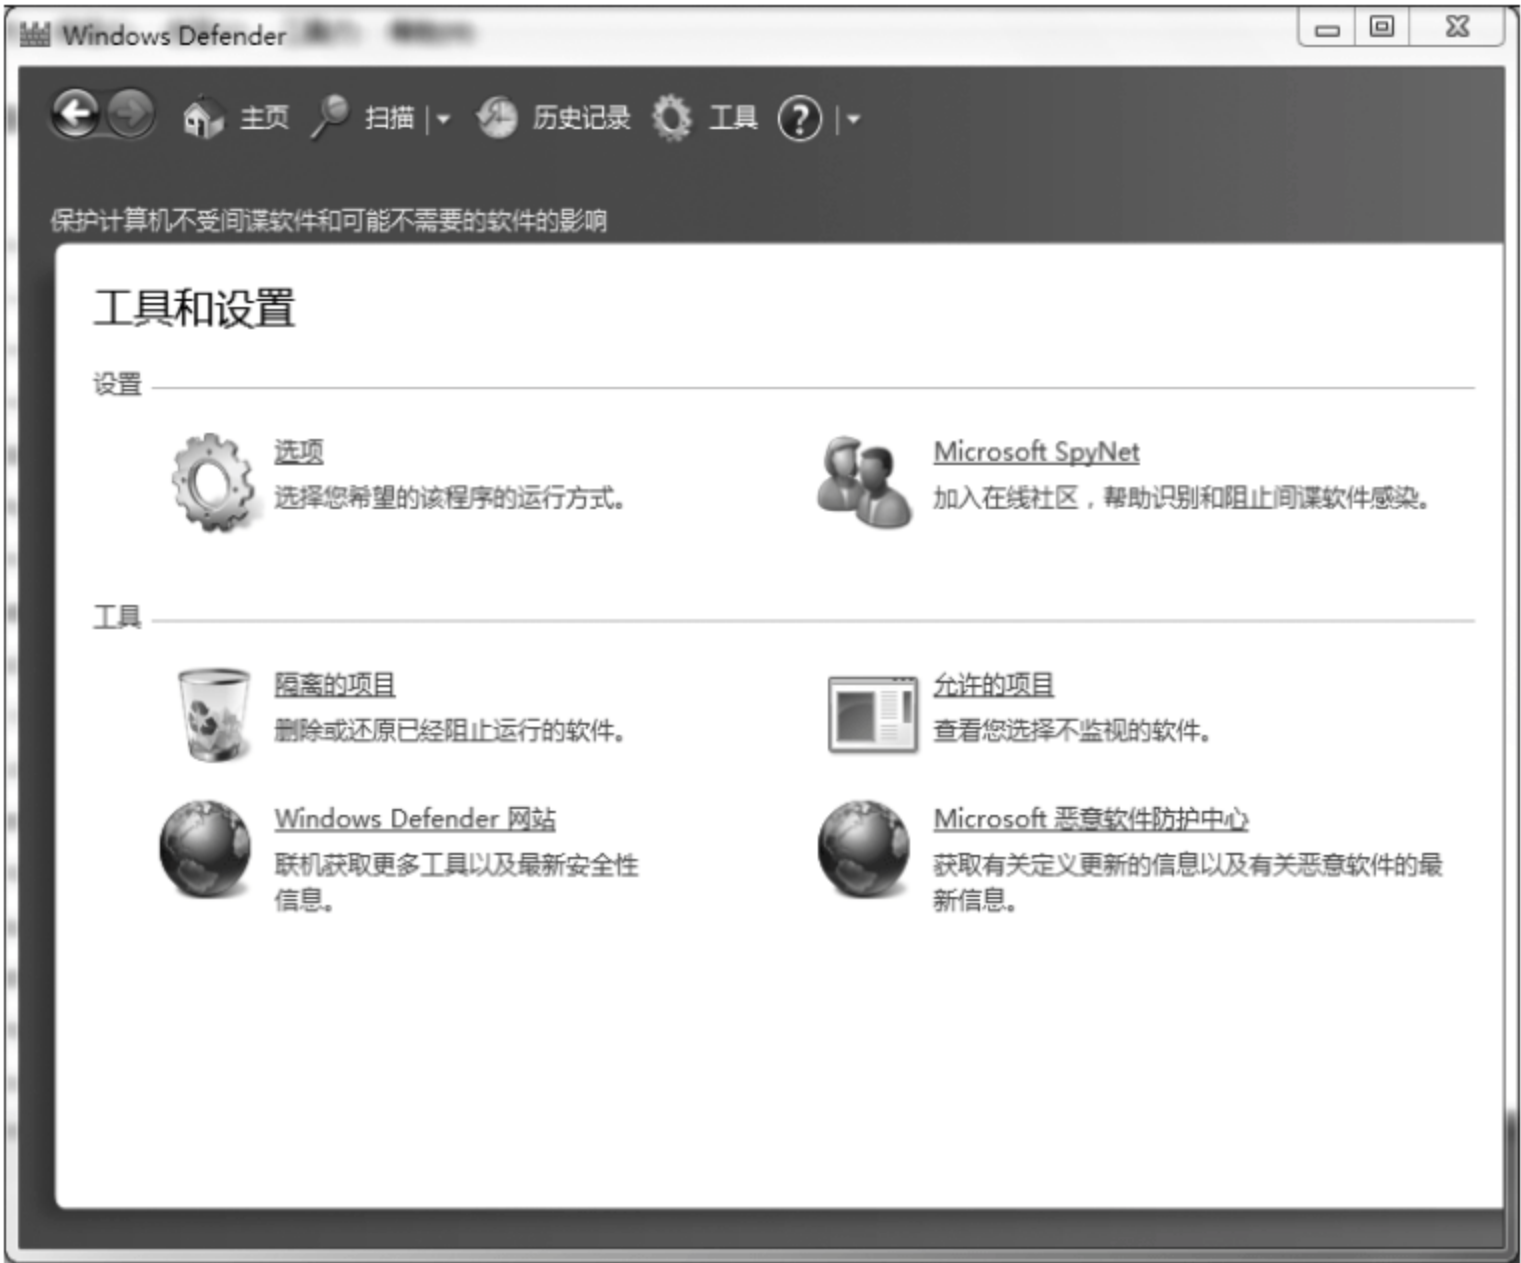 Windows Defender
主页 扫描 历史记录 工具
保护计算机不受间谍软件和可能不需要的软件的影响
工具和设置
设置
选项
选择您希望的该程序的运行方式。
Microsoft SpyNet
加入在线社区，帮助识别和阻止间谍软件感染。
工具
隔离的项目
删除或还原已经阻止运行的软件。
允许的项目
查看您选择不监视的软件。
Windows Defender 网站
联机获取更多工具以及最新安全性
信息。
Microsoft 恶意软件防护中心
获取有关定义更新的信息以及有关恶意软件的最
新信息。